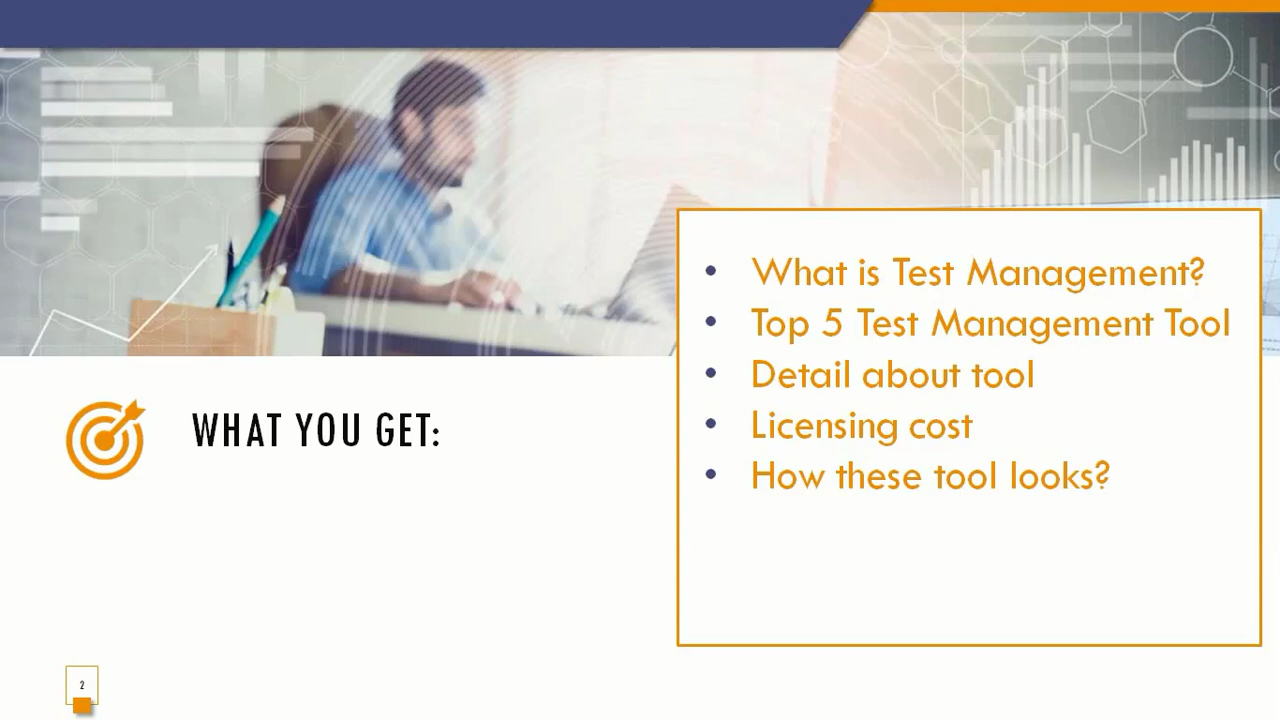 WHAT YOU GET:
• What is Test Management?
• Top 5 Test Management Tool
• Detail about tool
• Licensing cost
• How these tool looks?
2